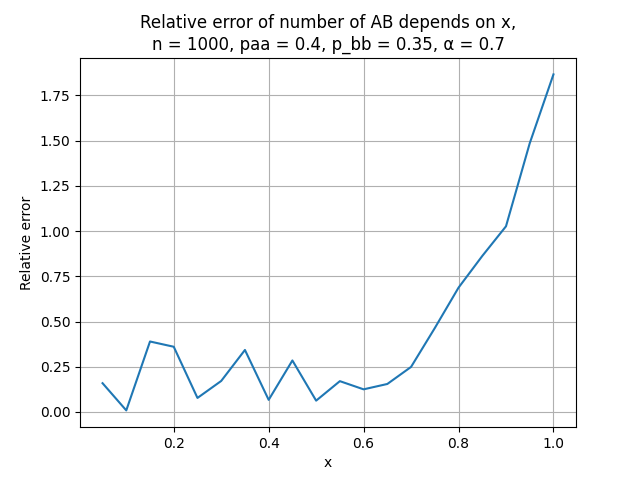 Relative error of number of AB depends on x,
n = 1000, paa = 0.4, p_bb = 0.35, α = 0.7
1.75
1.50
1.25
1.00
0.75
0.50
0.25
0.00
Relative error
0.2 0.4 0.6 0.8 1.0
x